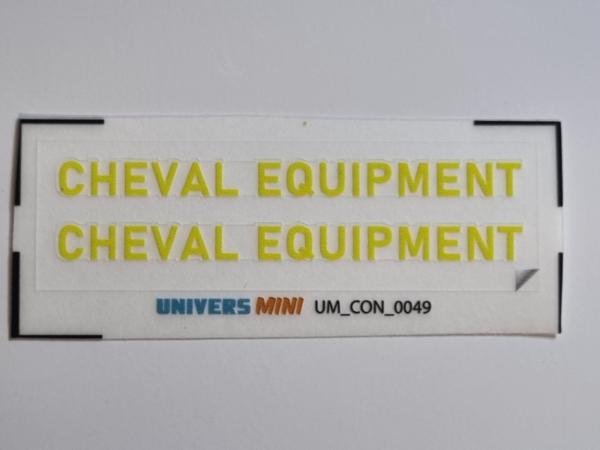 CHEVAL EQUIPMENT
CHEVAL EQUIPMENT
UNIVERS MINI UM_CON_0049